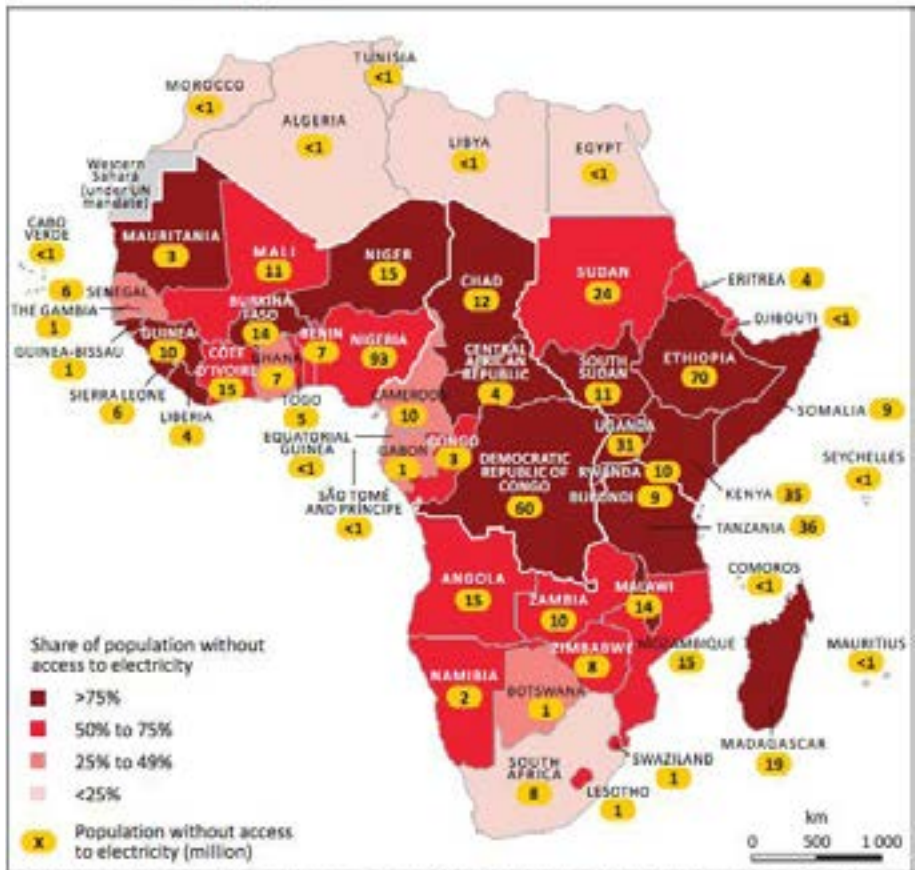 TUNISIA
<1
MOROCCO
<1
ALGERIA
<1
LIBYA
<1
EGYPT
<1
Western
Sahara
(under UN
mandate)
CABO
VERDE
<1
MAURITANIA
3
MALI
11
NIGER
15
CHAD
12
SUDAN
24
ERITREA 4
DJIBOUTI <1
6
SENEGAL
THE GAMBIA
1
GUINEA-BISSAU
1
GUINEA
10
SIERRA LEONE
6
LIBERIA
4
CÔTE
D'IVOIRE
15
BURKINA
FASO
14
GHANA
7
TOGO
5
BENIN
7
NIGERIA
93
CAMEROON
10
CENTRAL
AFRICAN
REPUBLIC
4
SOUTH
SUDAN
11
ETHIOPIA
70
SOMALIA 9
EQUATORIAL
GUINEA
<1
SÃO TOMÉ
AND PRÍNCIPE
<1
GABON
1
CONGO
3
DEMOCRATIC
REPUBLIC OF
CONGO
60
UGANDA
31
RWANDA 10
BURUNDI 9
KENYA 35
TANZANIA 36
SEYCHELLES
<1
COMOROS
<1
ANGOLA
15
ZAMBIA
10
MALAWI
14
MOZAMBIQUE
15
ZIMBABWE
8
NAMIBIA
2
BOTSWANA
1
SOUTH
AFRICA
8
SWAZILAND
1
LESOTHO
1
MADAGASCAR
19
MAURITIUS
<1
Share of population without
access to electricity
>75%
50% to 75%
25% to 49%
<25%
X Population without access
to electricity (million)
km
0 500 1 000